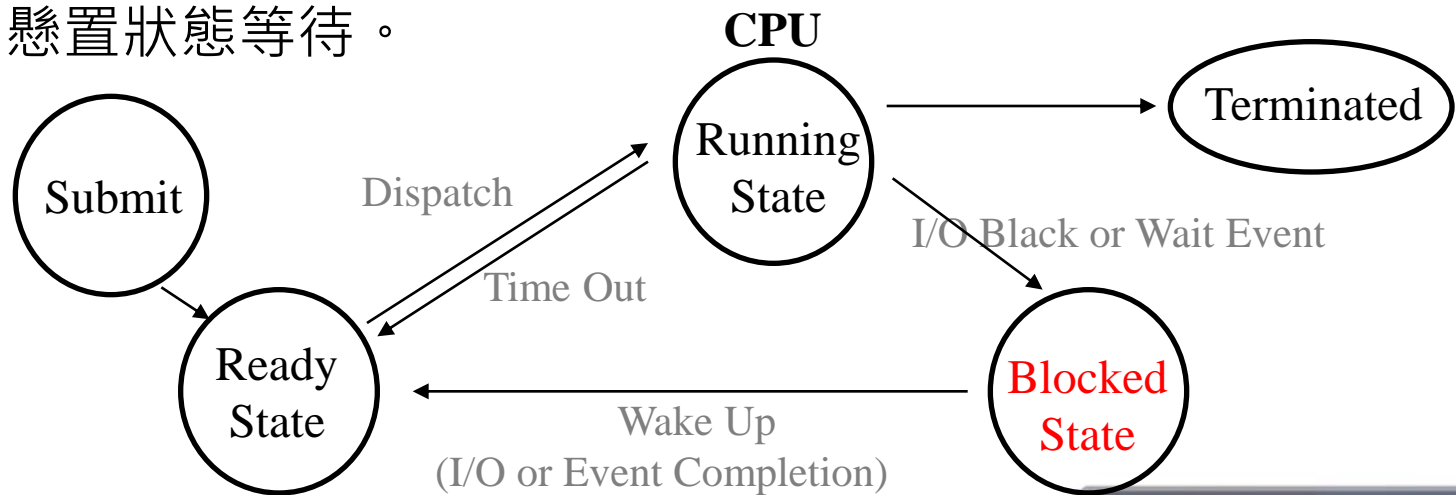 懸置狀態等待。
CPU
Submit
Dispatch
Running
State
Terminated
Time Out
I/O Black or Wait Event
Ready
State
Wake Up
(I/O or Event Completion)
Blocked
State